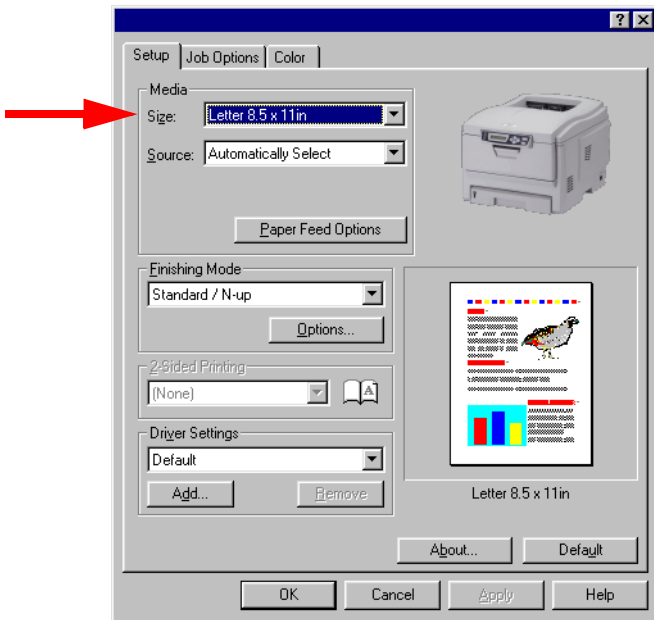 ? X
Setup Job Options Color
Media
Size: Letter 8.5 x 11in
Source: Automatically Select
Paper Feed Options
Finishing Mode
Standard / N-up
Options...
2-Sided Printing
(None)
A
Driver Settings
Default
Add... Remove
Letter 8.5 x 11in
About... Default
OK Cancel Apply Help